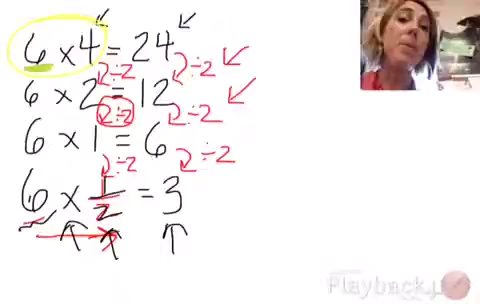 6 x 4 = 24
÷2 ÷2
6 x 2 = 12
÷2 ÷2
6 x 1 = 6
÷2 ÷2
6 x 1/2 = 3
Playback